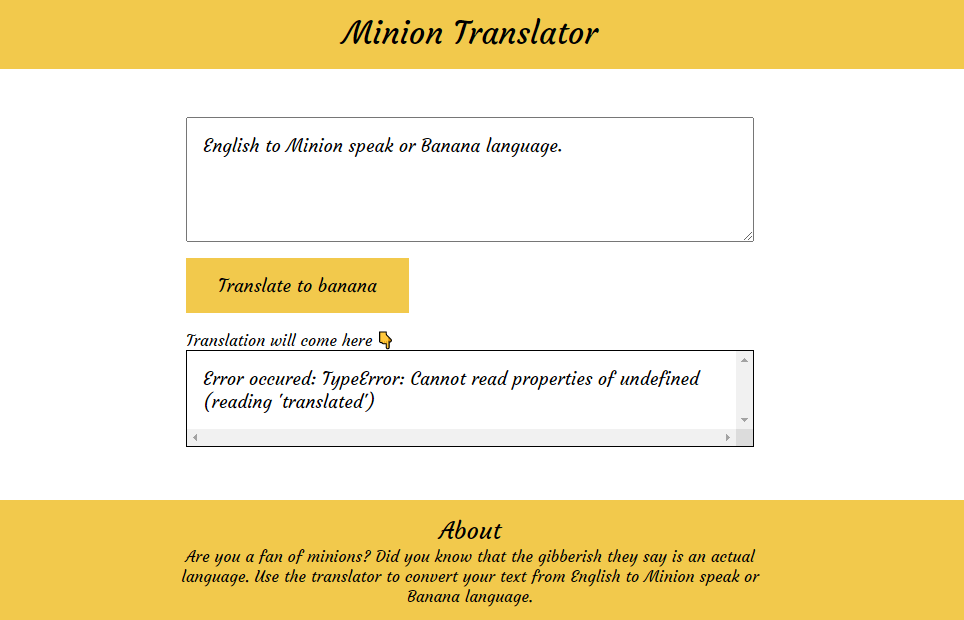 Minion Translator
English to Minion speak or Banana language.
Translate to banana
Translation will come here 👇
Error occured: TypeError: Cannot read properties of undefined
(reading 'translated')
About
Are you a fan of minions? Did you know that the gibberish they say is an actual
language. Use the translator to convert your text from English to Minion speak or
Banana language.